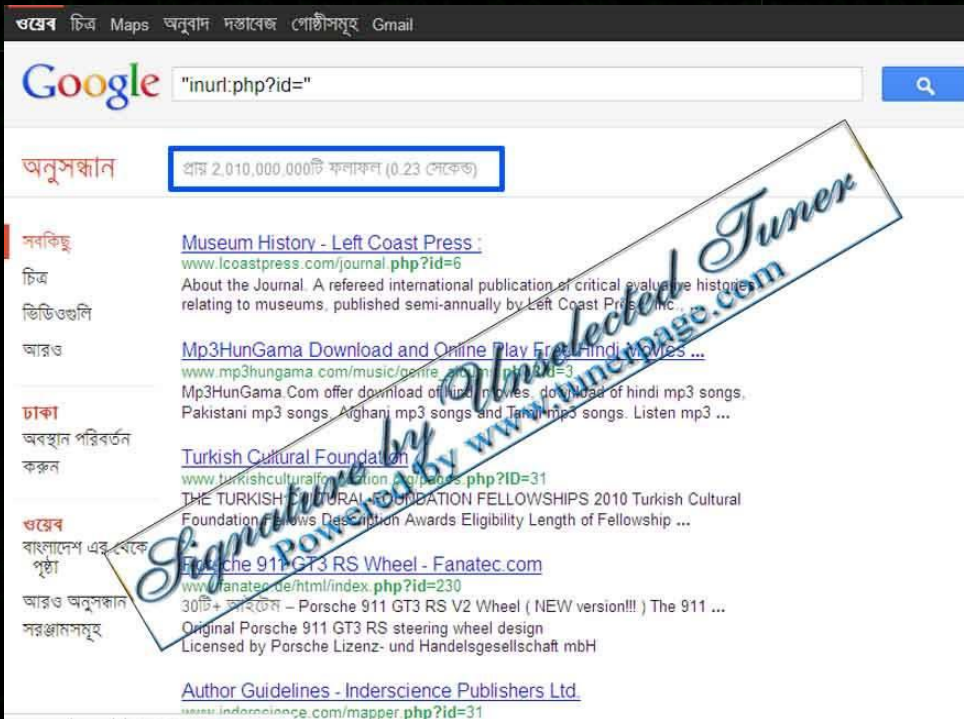 ওয়েব চিত্র Maps অনুবাদ দস্তাবেজ গোষ্ঠীসমূহ Gmail
Google "inurl:php?id="
অনুসন্ধান
প্রায় 2,010,000,000টি ফলাফল (0.23 সেকেন্ড)
সবকিছু
চিত্র
ভিডিওগুলি
আরও
ঢাকা
অবস্থান পরিবর্তন
করুন
ওয়েব
বাংলাদেশ এর থেকে
পৃষ্ঠা
আরও অনুসন্ধান
সরঞ্জামসমূহ
Museum History - Left Coast Press :
www.lcoastpress.com/journal.php?id=6
About the Journal. A refereed international publication of critical evaluative histories
relating to museums, published semi-annually by Left Coast Press, Inc.,
Mp3HunGama Download and Online Play Free Hindi Movies ...
www.mp3hungama.com/music/genre_albums.php?id=3
Mp3HunGama.Com offer download of hindi movies, download of hindi mp3 songs,
Pakistani mp3 songs, Afghani mp3 songs and Tamil mp3 songs. Listen mp3 ...
Turkish Cultural Foundation
www.turkishculturalfoundation.org/pages.php?ID=31
THE TURKISH CULTURAL FOUNDATION FELLOWSHIPS 2010 Turkish Cultural
Foundation Fellows Description Awards Eligibility Length of Fellowship ...
Porsche 911 GT3 RS Wheel - Fanatec.com
www.fanatec.de/html/index.php?id=230
30টি+ আইটেম – Porsche 911 GT3 RS V2 Wheel ( NEW version!!! ) The 911 ...
Original Porsche 911 GT3 RS steering wheel design
Licensed by Porsche Lizenz- und Handelsgesellschaft mbH
Author Guidelines - Inderscience Publishers Ltd.
www.inderscience.com/mapper.php?id=31
Signature by Unselected Tuner
Powered by www.tunerpage.com